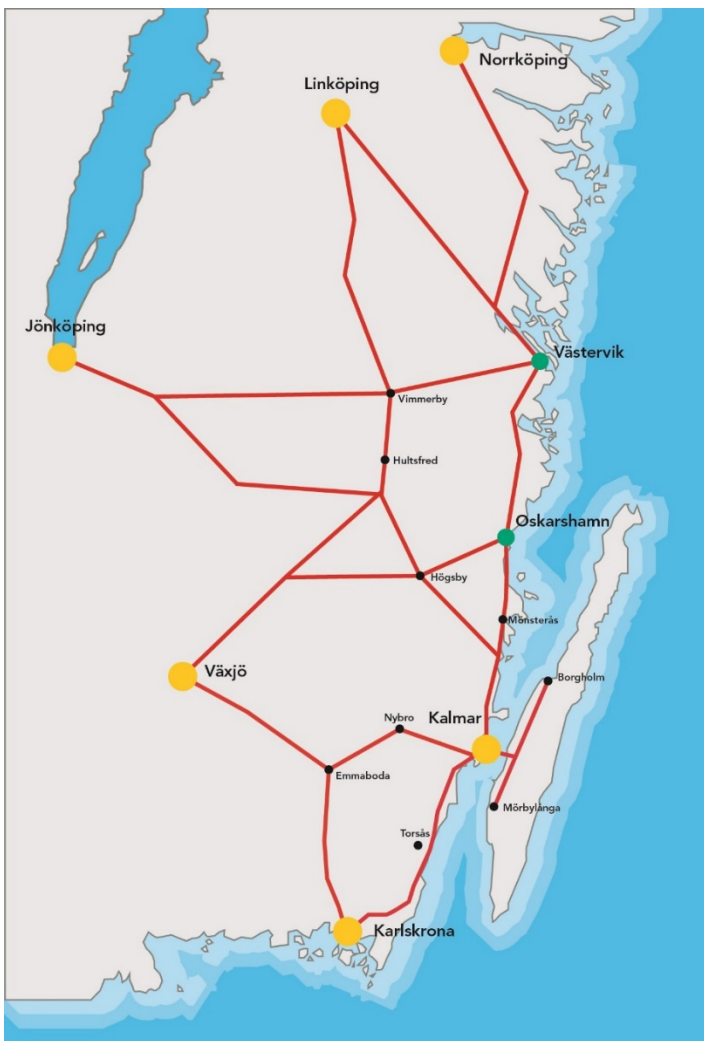 Norrköping
Linköping
Jönköping
Västervik
Vimmerby
Hultsfred
Oskarshamn
Högsby
Mönsterås
Växjö
Borgholm
Kalmar
Nybro
Emmaboda
Mörbylånga
Torsås
Karlskrona